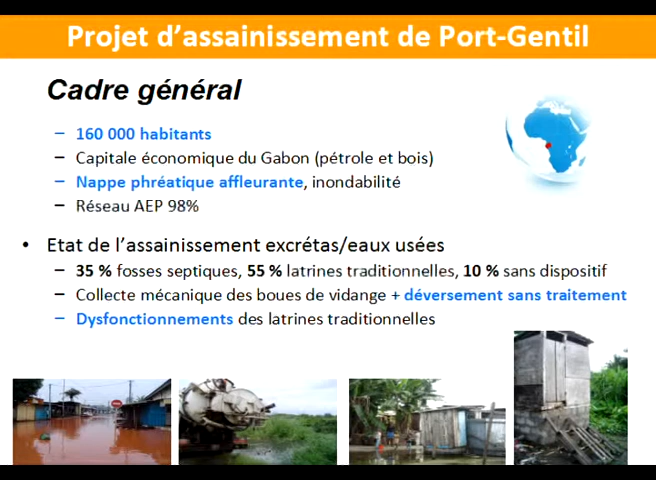 Projet d'assainissement de Port-Gentil
Cadre général
– 160 000 habitants
– Capitale économique du Gabon (pétrole et bois)
– Nappe phréatique affleurante, inondabilité
– Réseau AEP 98%
• Etat de l'assainissement excrétas/eaux usées
– 35 % fosses septiques, 55 % latrines traditionnelles, 10 % sans dispositif
– Collecte mécanique des boues de vidange + déversement sans traitement
– Dysfonctionnements des latrines traditionnelles